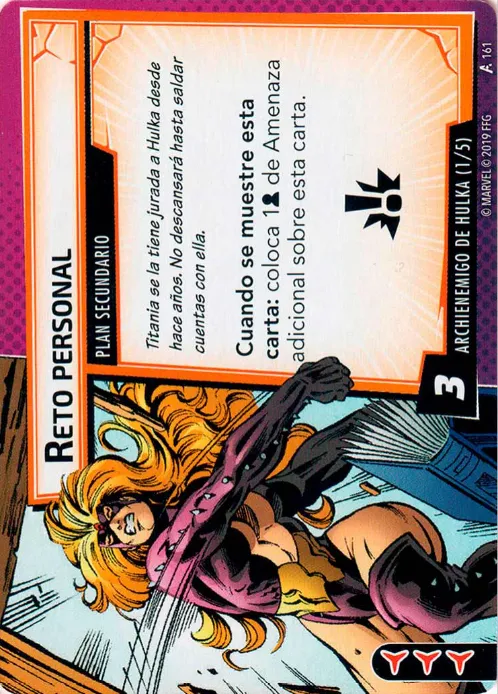 RETO PERSONAL
PLAN SECUNDARIO
Titania se la tiene jurada a Hulka desde
hace años. No descansará hasta saldar
cuentas con ella.
Cuando se muestre esta
carta: coloca 1 de Amenaza
adicional sobre esta carta.
3
ARCHIENEMIGO DE HULKA (1/5)
© MARVEL © 2019 FFG
161